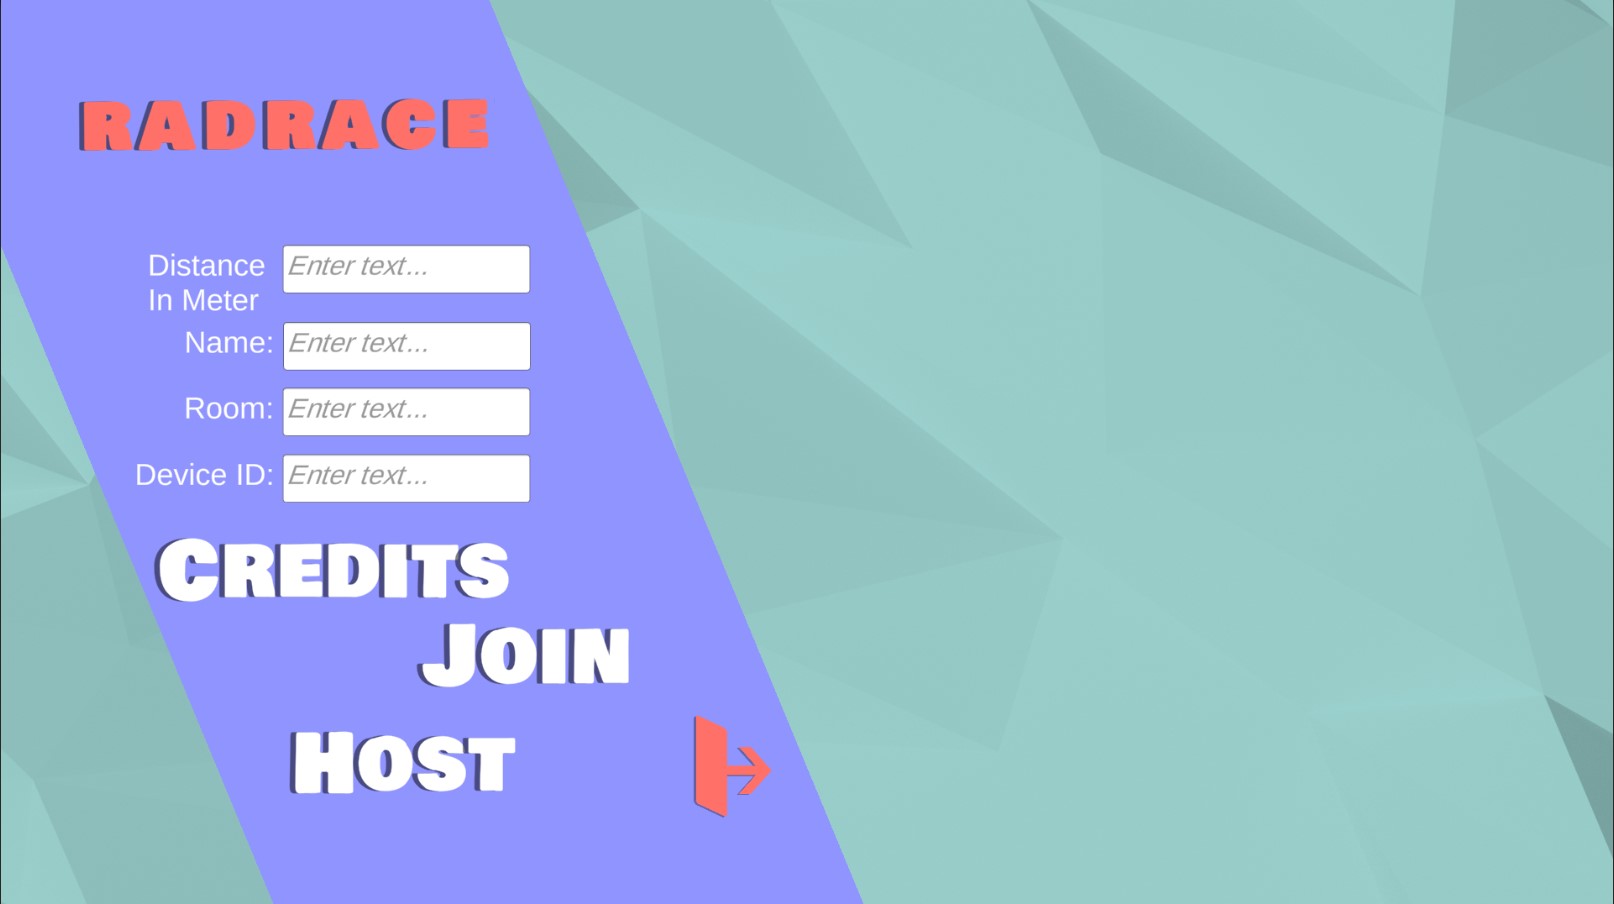 RADRACE
Distance Enter text...
In Meter
Name: Enter text...
Room: Enter text...
Device ID: Enter text...
CREDITS
JOIN
HOST